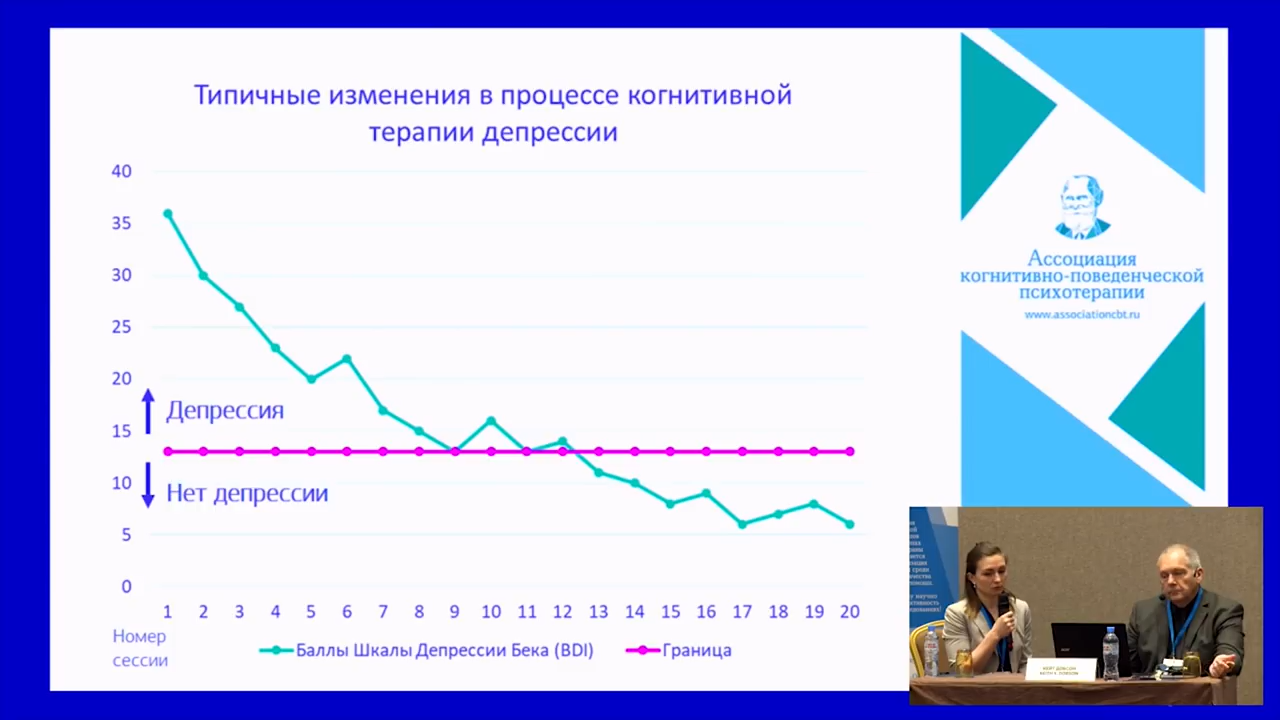 Типичные изменения в процессе когнитивной
терапии депрессии
40
35
30
25
20
15
10
5
0
Депрессия
Нет депрессии
1 2 3 4 5 6 7 8 9 10 11 12 13 14 15 16 17 18 19 20
Номер
сессии
Баллы Шкалы Депрессии Бека (BDI)
Граница
Ассоциация
когнитивно-поведенческой
психотерапии
www.associationcbt.ru